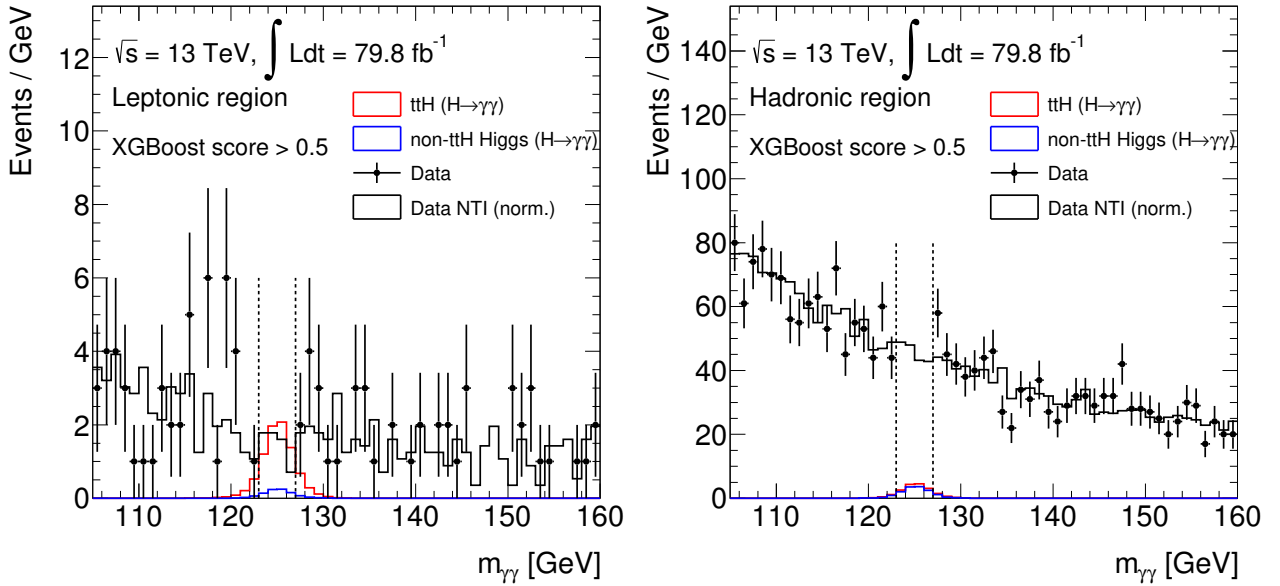 Events / GeV
12
10
8
6
4
2
0
√s = 13 TeV, ∫ Ldt = 79.8 fb⁻¹
Leptonic region
XGBoost score > 0.5
ttH (H→γγ)
non-ttH Higgs (H→γγ)
Data
Data NTI (norm.)
110 120 130 140 150 160
mγγ [GeV]
Events / GeV
140
120
100
80
60
40
20
0
√s = 13 TeV, ∫ Ldt = 79.8 fb⁻¹
Hadronic region
XGBoost score > 0.5
ttH (H→γγ)
non-ttH Higgs (H→γγ)
Data
Data NTI (norm.)
110 120 130 140 150 160
mγγ [GeV]